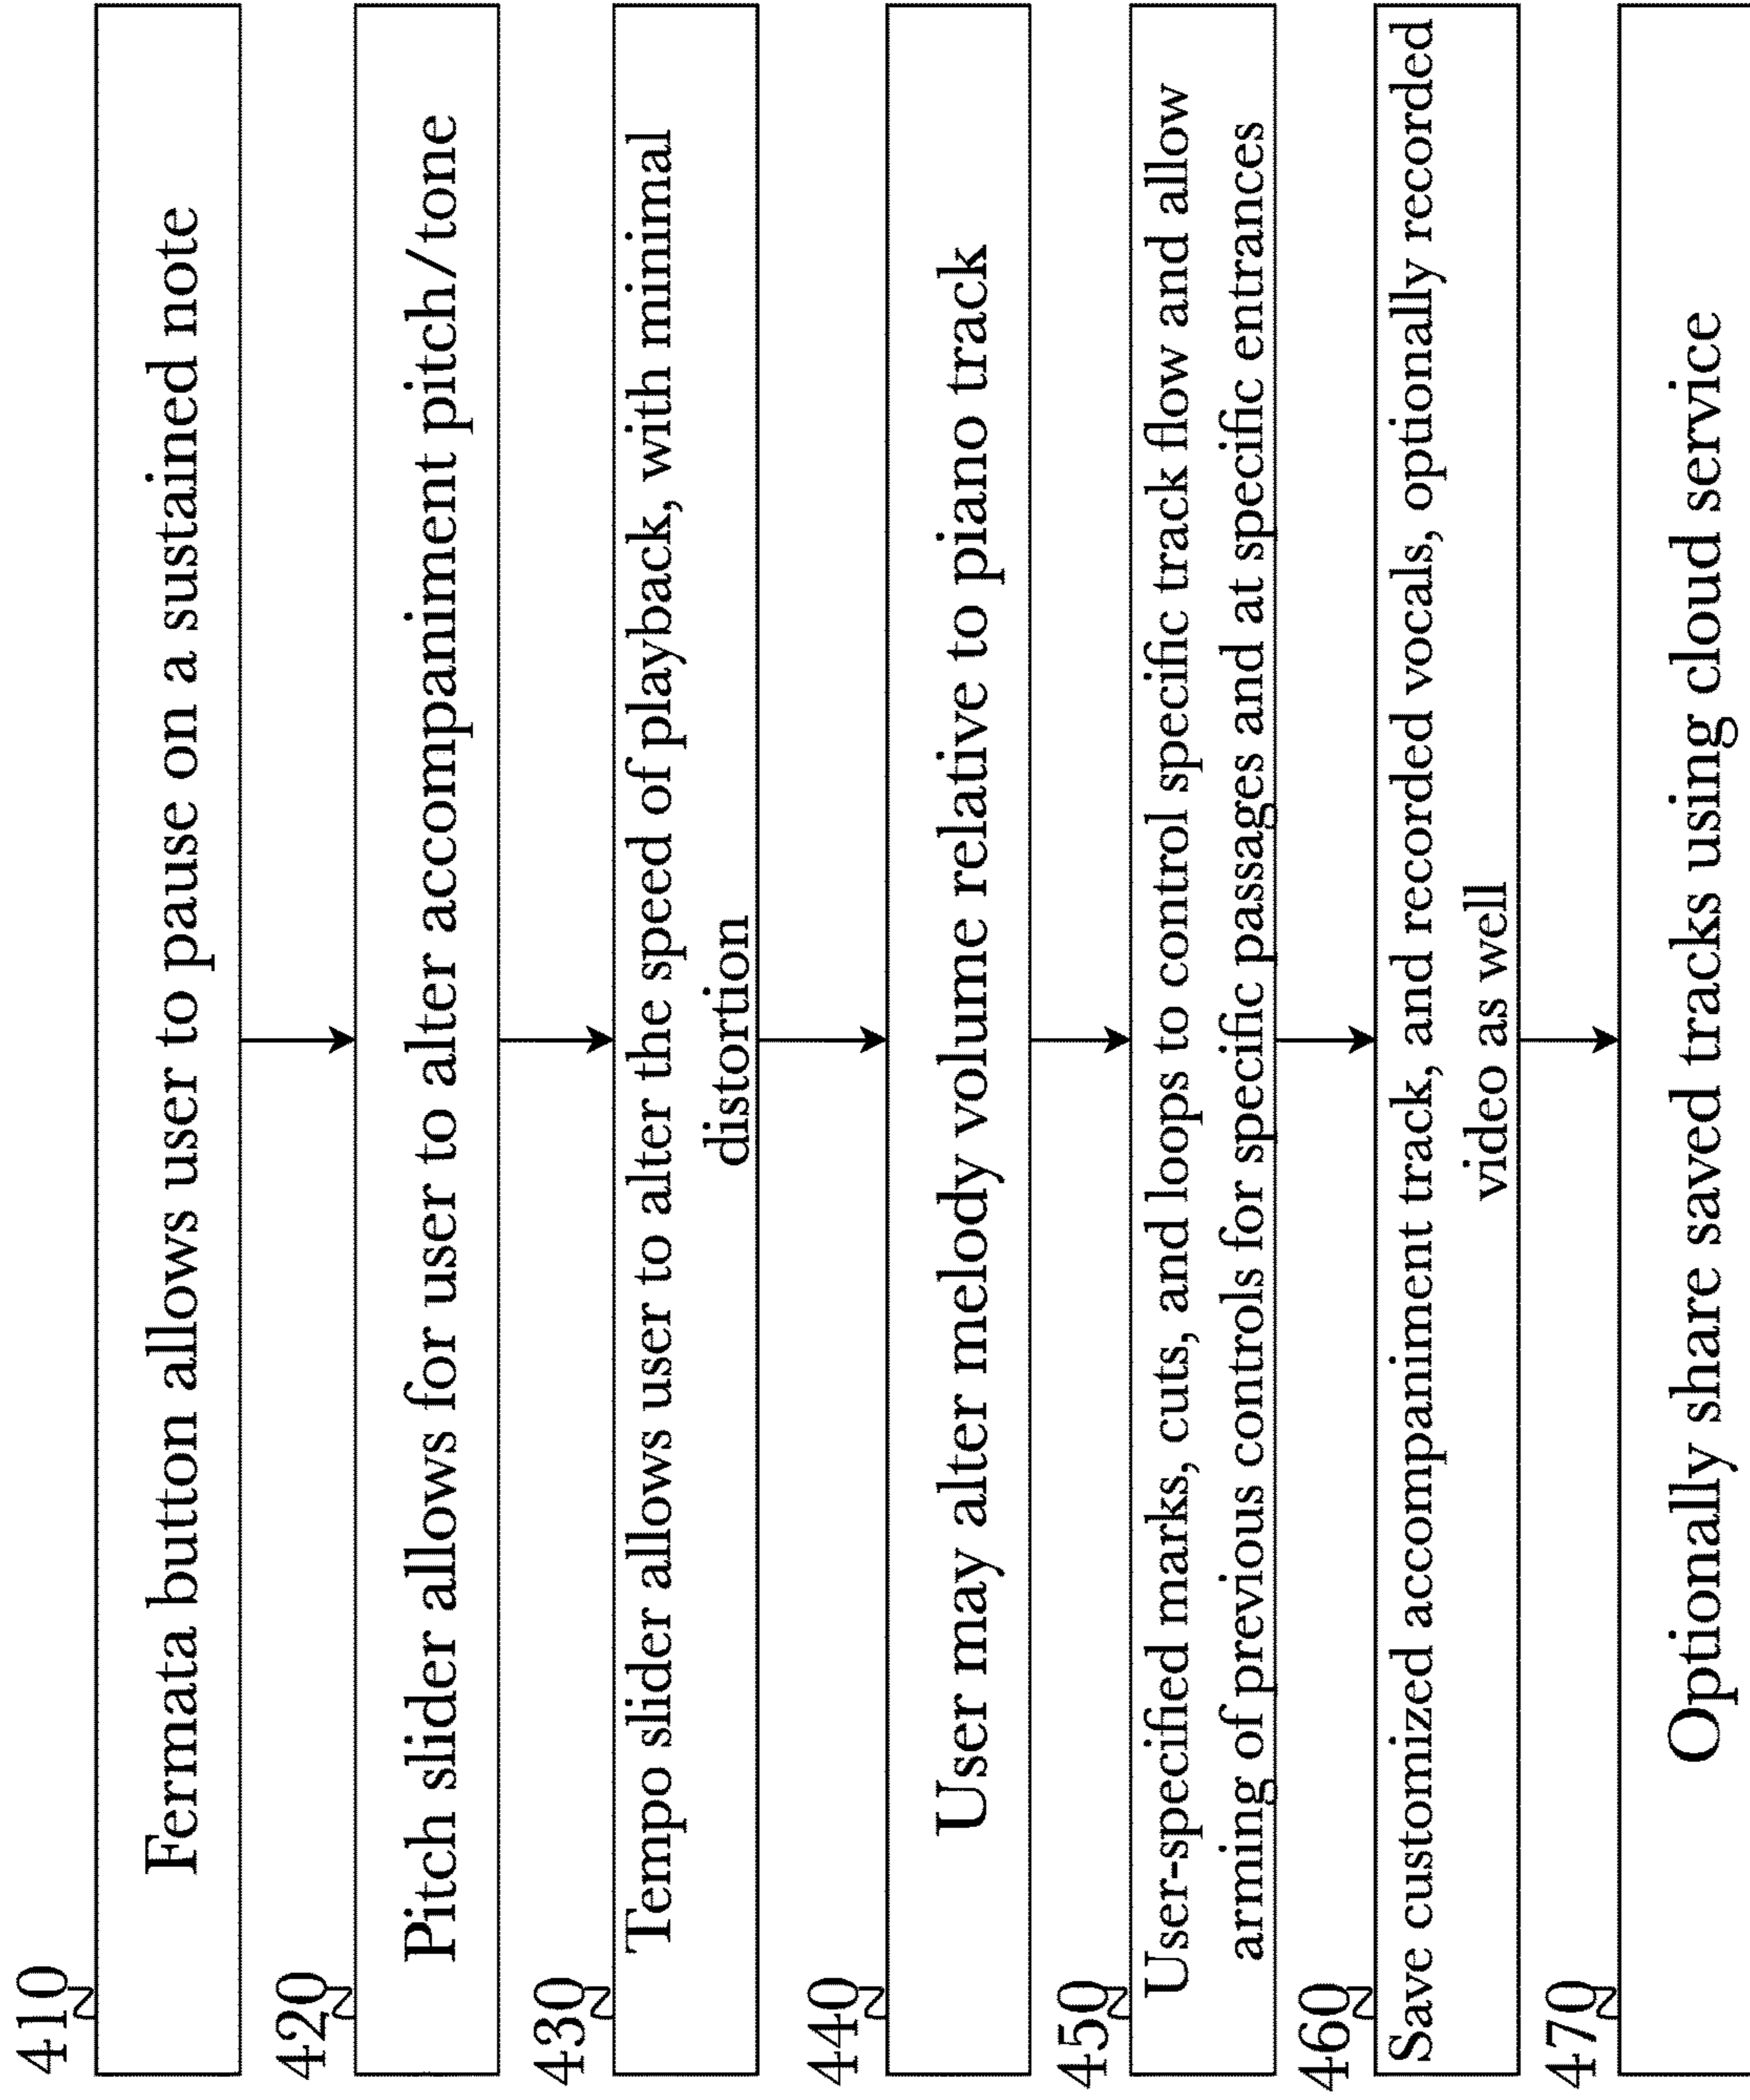 410
Fermata button allows user to pause on a sustained note
420
Pitch slider allows for user to alter accompaniment pitch/tone
430
Tempo slider allows user to alter the speed of playback, with minimal
distortion
440
User may alter melody volume relative to piano track
450
User-specified marks, cuts, and loops to control specific track flow and allow
arming of previous controls for specific passages and at specific entrances
460
Save customized accompaniment track, and recorded vocals, optionally recorded
video as well
470
Optionally share saved tracks using cloud service